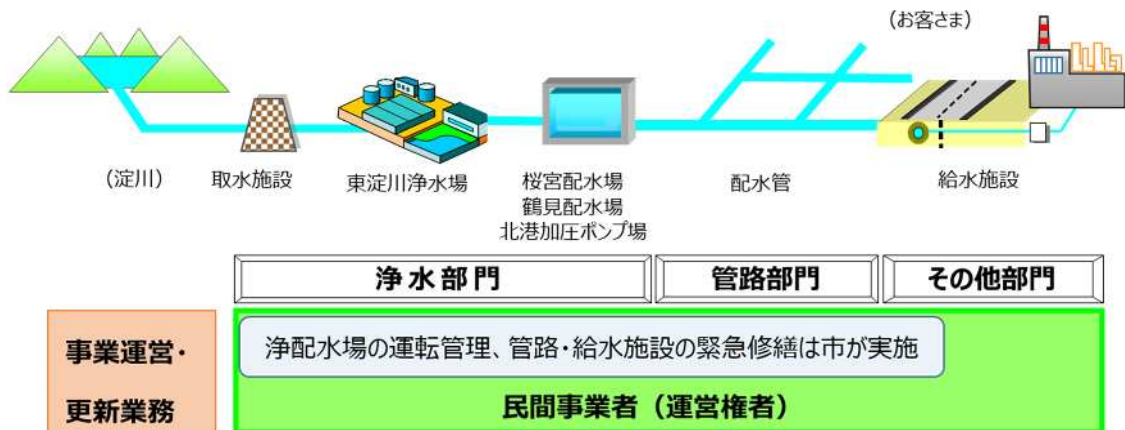 (お客さま)
(淀川)
取水施設
東淀川浄水場
桜宮配水場
鶴見配水場
北港加圧ポンプ場
配水管
給水施設
浄水部門
管路部門
その他部門
事業運営・
更新業務
浄配水場の運転管理、管路・給水施設の緊急修繕は市が実施
民間事業者（運営権者）